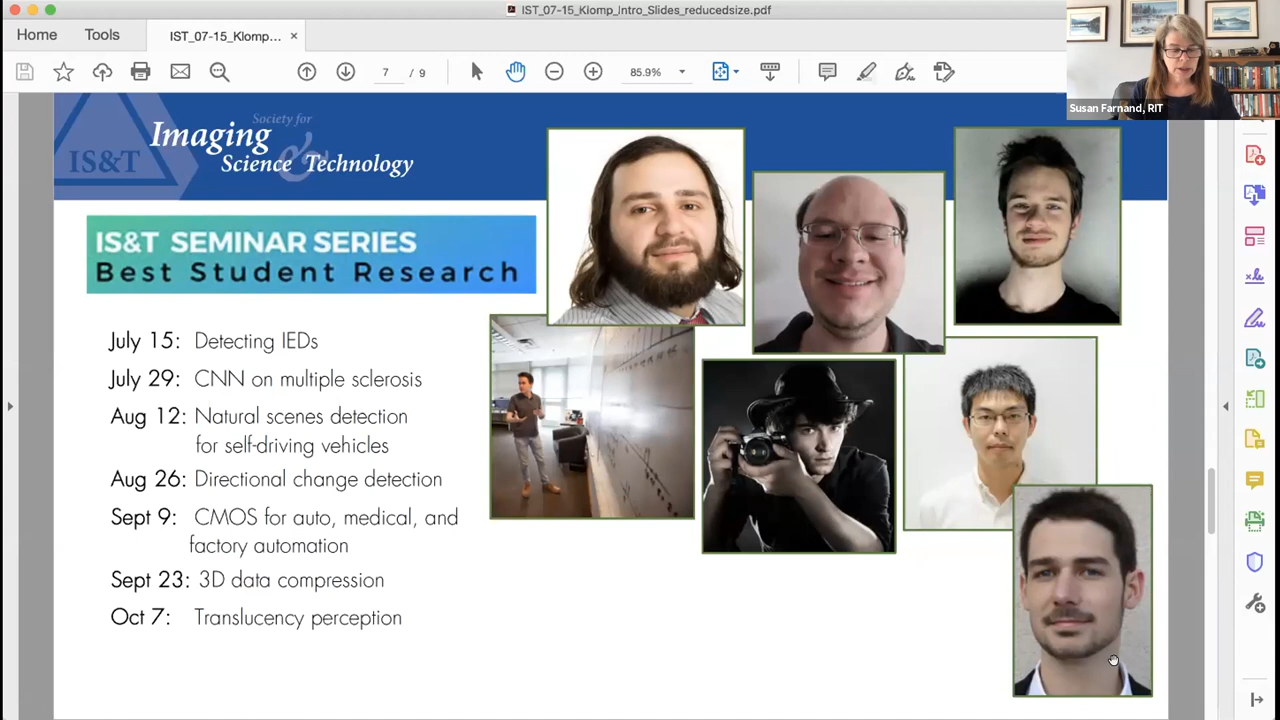 IST_07-15_Klomp_Intro_Slides_reducedsize.pdf
Home
Tools
IST_07-15_Klomp... ×
7 / 9
85.9%
Susan Farnand, RIT
IS&T
Society for
Imaging
&
Science Technology
IS&T SEMINAR SERIES
Best Student Research
July 15: Detecting IEDs
July 29: CNN on multiple sclerosis
Aug 12: Natural scenes detection
for self-driving vehicles
Aug 26: Directional change detection
Sept 9: CMOS for auto, medical, and
factory automation
Sept 23: 3D data compression
Oct 7: Translucency perception